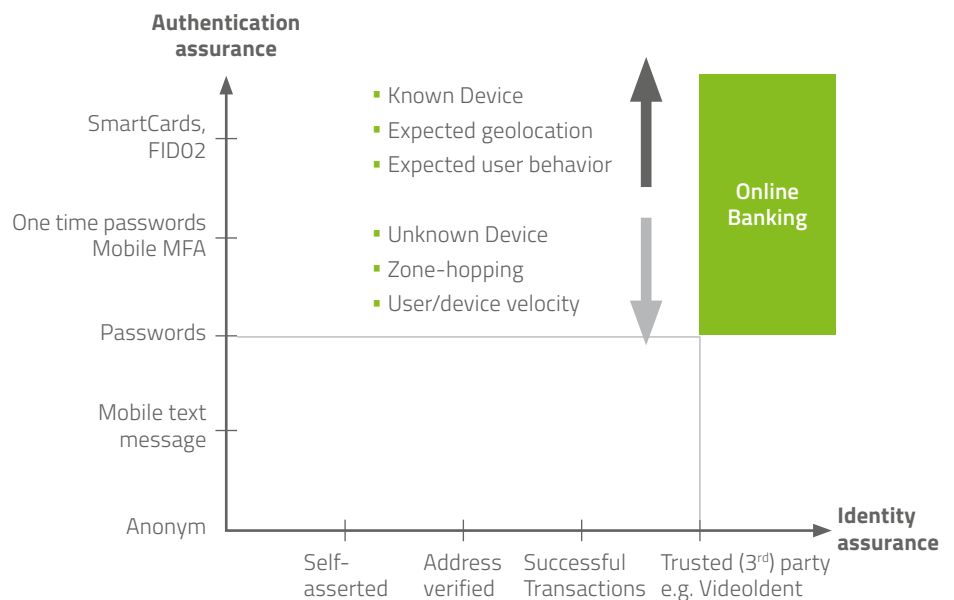 Authentication
assurance
SmartCards,
FIDO2
One time passwords
Mobile MFA
Passwords
Mobile text
message
Anonym
▪ Known Device
▪ Expected geolocation
▪ Expected user behavior
▪ Unknown Device
▪ Zone-hopping
▪ User/device velocity
Online
Banking
Identity
assurance
Self-
asserted
Address
verified
Successful
Transactions
Trusted (3rd) party
e.g. VideoIdent